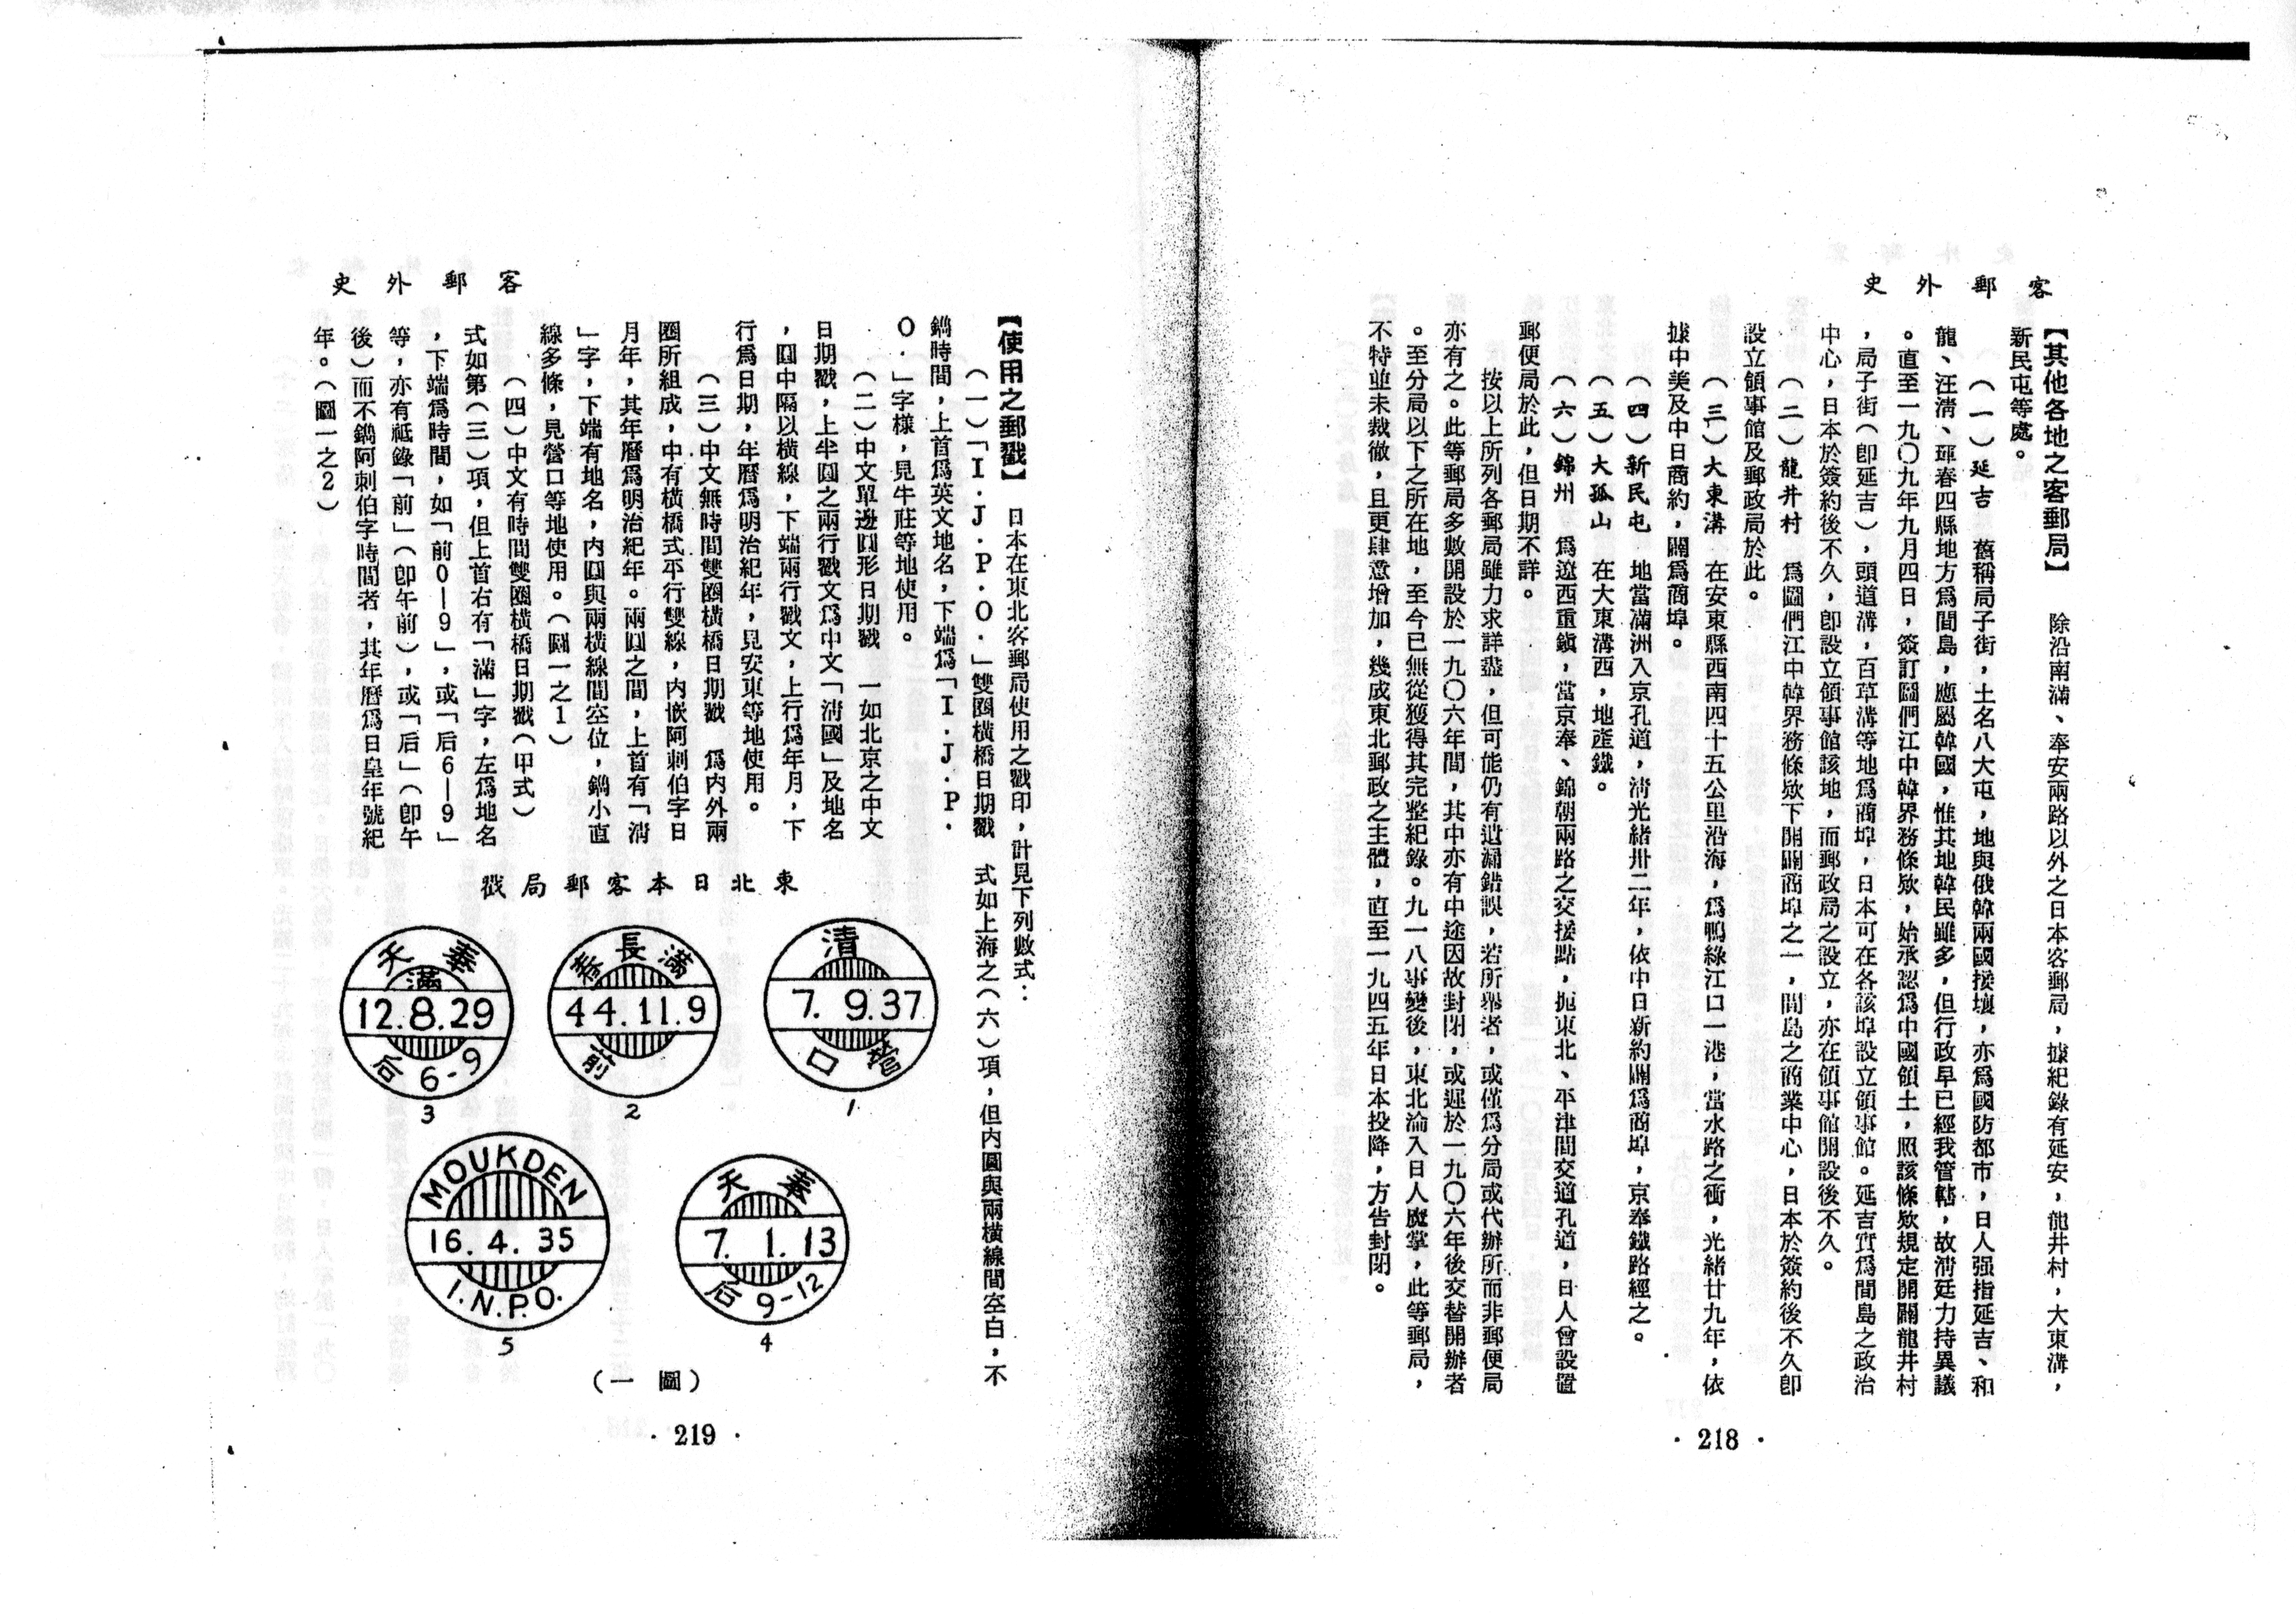 客郵外史
【其他各地之客郵局】　除沿南滿、奉安兩路以外之日本客郵局，據紀錄有延安，龍井村，大東溝，
新民屯等處。
（一）延吉　舊稱局子街，土名八大屯，地與俄韓兩國接壤，亦爲國防都市，日人强指延吉、和
龍、汪淸、琿春四縣地方爲間島，應屬韓國，惟其地韓民雖多，但行政早已經我管轄，故淸廷力持異議
。直至一九〇九年九月四日，簽訂圖們江中韓界務條欵，始承認爲中國領土，照該條欵規定開闢龍井村
，局子街（卽延吉），頭道溝，百草溝等地爲商埠，日本可在各該埠設立領事館。延吉實爲間島之政治
中心，日本於簽約後不久，卽設立領事館該地，而郵政局之設立，亦在領事館開設後不久。
（二）龍井村　爲圖們江中韓界務條欵下開闢商埠之一，間島之商業中心，日本於簽約後不久卽
設立領事館及郵政局於此。
（三）大東溝　在安東縣西南四十五公里沿海，爲鴨綠江口一港，當水路之衝，光緒廿九年，依
據中美及中日商約，闢爲商埠。
（四）新民屯　地當滿洲入京孔道，淸光緒卅二年，依中日新約闢爲商埠，京奉鐵路經之。
（五）大孤山　在大東溝西，地產鐵。
（六）錦州　爲遼西重鎭，當京奉、錦朝兩路之交接點，扼東北、平津間交通孔道，日人曾設置
郵便局於此，但日期不詳。
按以上所列各郵局雖力求詳盡，但可能仍有遺漏錯誤，若所舉者，或僅爲分局或代辦所而非郵便局
亦有之。此等郵局多數開設於一九〇六年間，其中亦有中途因故封閉，或遲於一九〇六年後交替開辦者
。至分局以下之所在地，至今已無從獲得其完整紀錄。九一八事變後，東北淪入日人魔掌，此等郵局，
不特並未裁撤，且更肆意增加，幾成東北郵政之主體，直至一九四五年日本投降，方告封閉。
· 218 ·
客郵外史
【使用之郵戳】　日本在東北客郵局使用之戳印，計見下列數式：
（一）「I.J.P.O.」雙圈橫橋日期戳　式如上海之（六）項，但內圓與兩橫線間空白，不
鐫時間，上首爲英文地名，下端爲「I.J.P.
O.」字樣，見牛莊等地使用。
（二）中文單邊圓形日期戳　一如北京之中文
日期戳，上半圓之兩行戳文爲中文「淸國」及地名
，圓中隔以橫線，下端兩行戳文，上行爲年月，下
行爲日期，年曆爲明治紀年，見安東等地使用。
（三）中文無時間雙圈橫橋日期戳　爲內外兩
圈所組成，中有橫橋式平行雙線，內嵌阿剌伯字日
月年，其年曆爲明治紀年。兩圓之間，上首有「淸
」字，下端有地名，內圓與兩橫線間空位，鐫小直
線多條，見營口等地使用。（圖一之1）
（四）中文有時間雙圈橫橋日期戳（甲式）
式如第（三）項，但上首右有「滿」字，左爲地名
，下端爲時間，如「前0—9」，或「后6—9」
等，亦有祗錄「前」（卽午前），或「后」（卽午
後）而不鐫阿剌伯字時間者，其年曆爲日皇年號紀
年。（圖一之2）
東北日本客郵局戳
清
7. 9.37
營口
1
滿長春
44.11.9
前
2
奉天
滿
12.8.29
后6-9
3
奉天
7. 1. 13
后9-12
4
MOUKDEN
16. 4. 35
I.N.P.O.
5
（圖一）
· 219 ·